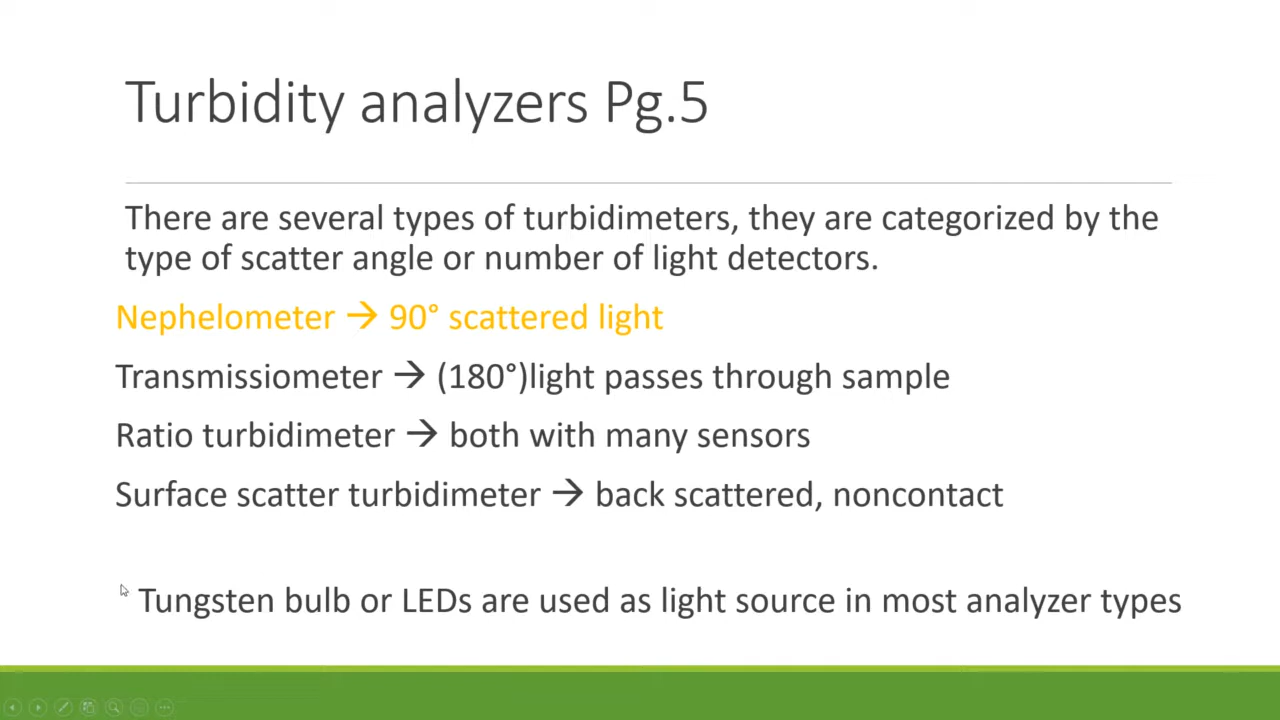 Turbidity analyzers Pg.5
There are several types of turbidimeters, they are categorized by the
type of scatter angle or number of light detectors.
Nephelometer → 90° scattered light
Transmissiometer → (180°)light passes through sample
Ratio turbidimeter → both with many sensors
Surface scatter turbidimeter → back scattered, noncontact
Tungsten bulb or LEDs are used as light source in most analyzer types